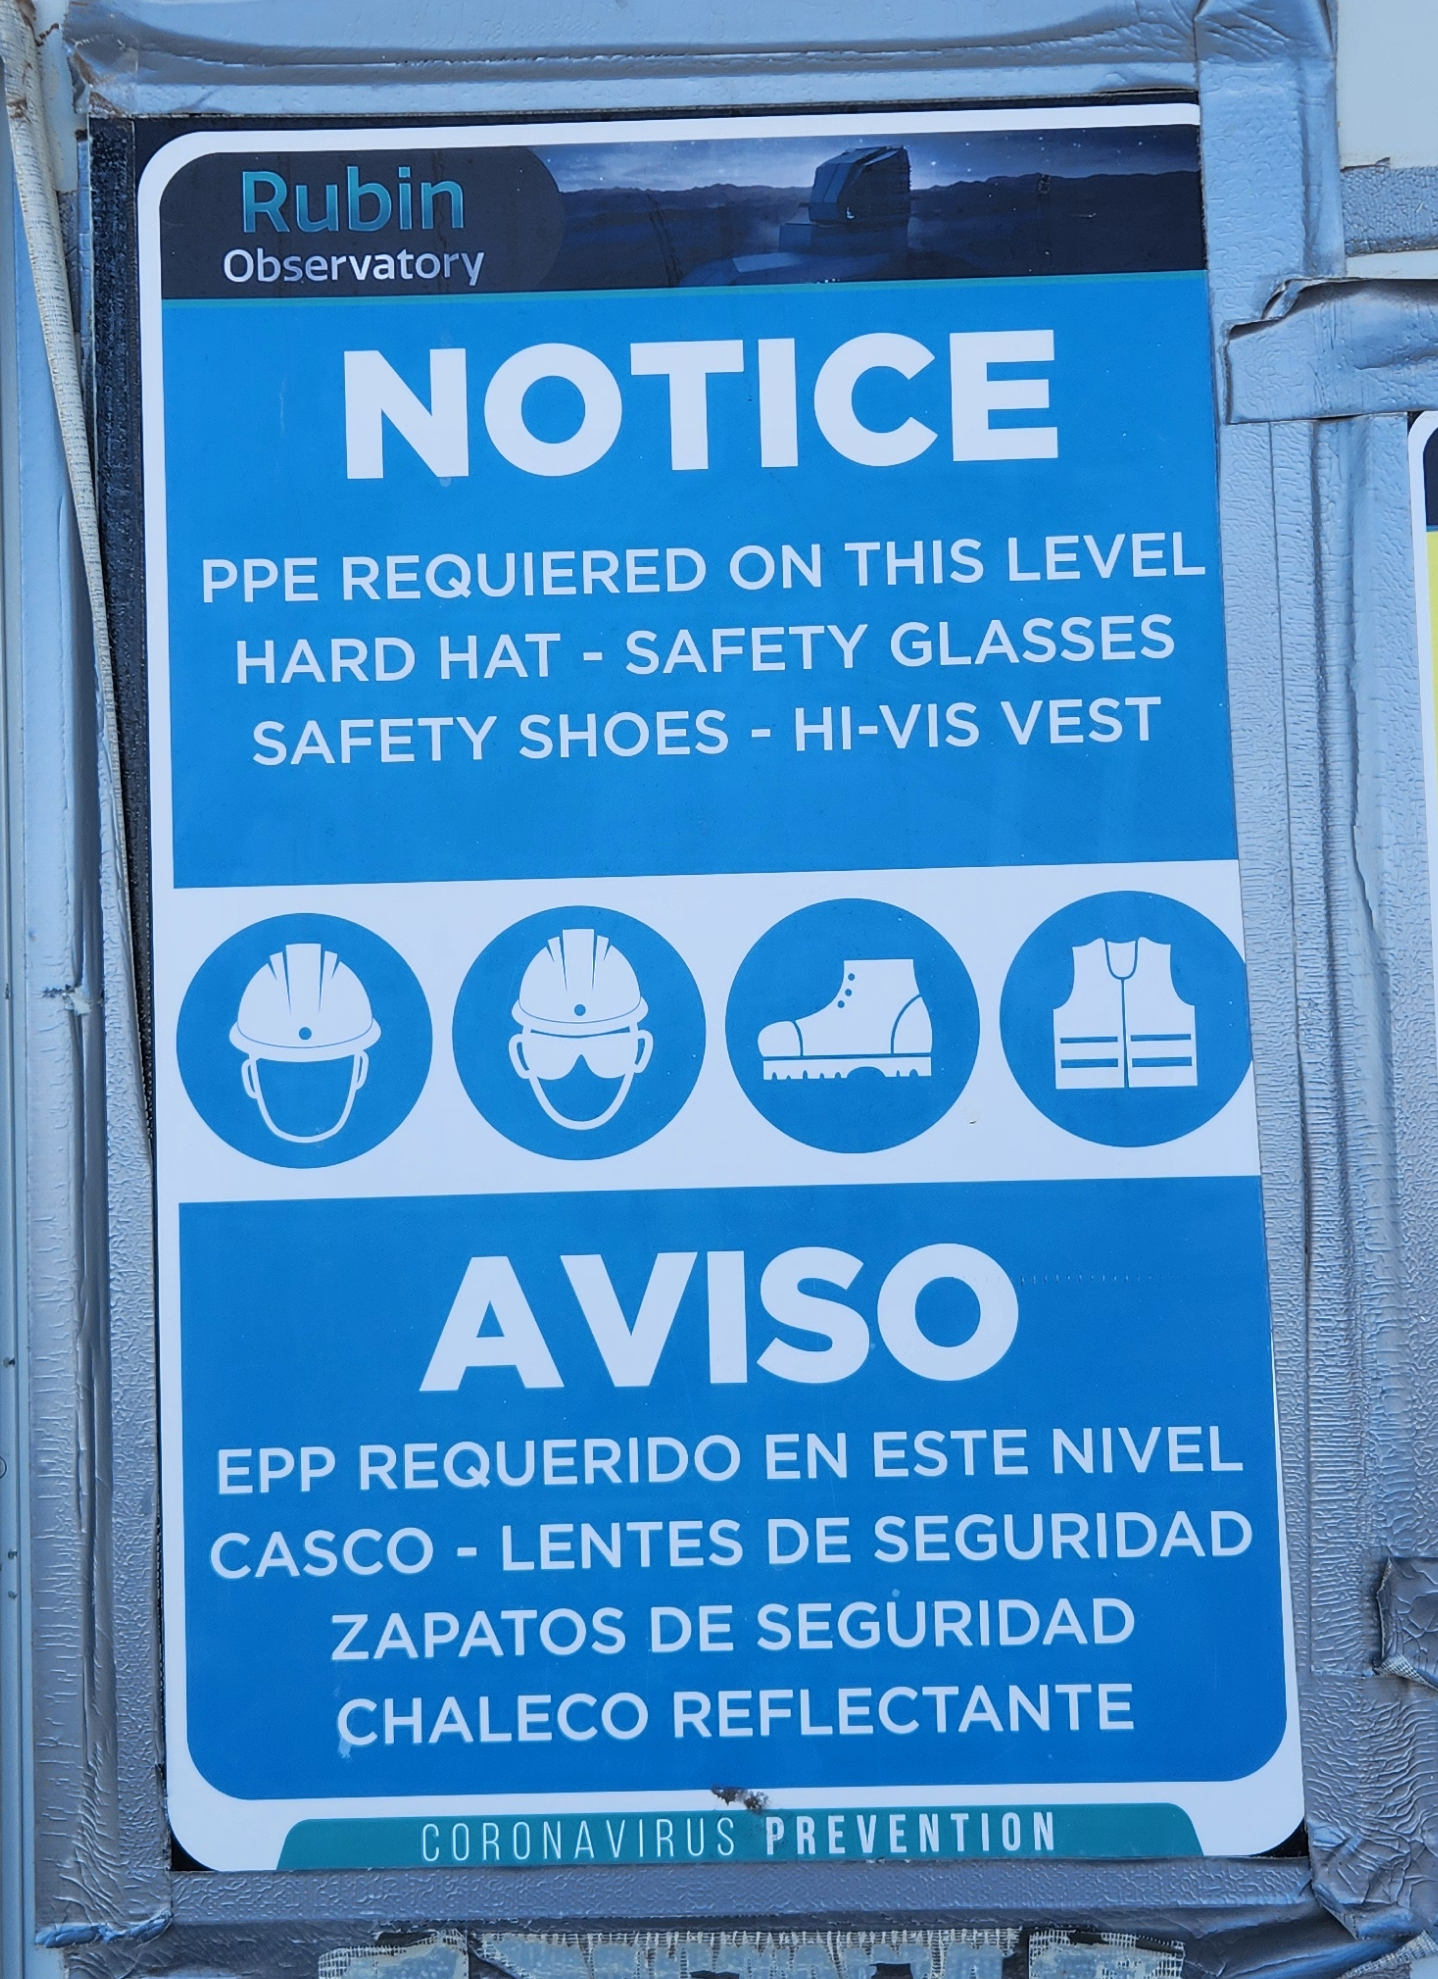 Rubin
Observatory
NOTICE
PPE REQUIERED ON THIS LEVEL
HARD HAT - SAFETY GLASSES
SAFETY SHOES - HI-VIS VEST
AVISO
EPP REQUERIDO EN ESTE NIVEL
CASCO - LENTES DE SEGURIDAD
ZAPATOS DE SEGURIDAD
CHALECO REFLECTANTE
CORONAVIRUS PREVENTION